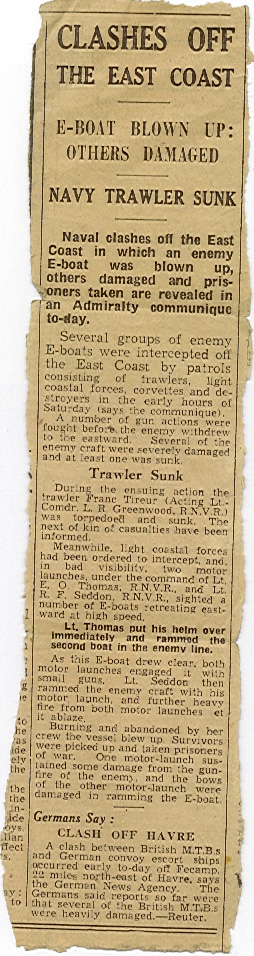 CLASHES OFF
THE EAST COAST
E-BOAT BLOWN UP:
OTHERS DAMAGED
NAVY TRAWLER SUNK
Naval clashes off the East
Coast in which an enemy
E-boat was blown up,
others damaged and pris-
oners taken are revealed in
an Admiralty communique
to-day.
Several groups of enemy
E-boats were intercepted off
the East Coast by patrols
consisting of trawlers, light
coastal forces, corvettes and de-
stroyers in the early hours of
Saturday (says the communique).
A number of gun actions were
fought before the enemy withdrew
to the eastward. Several of the
enemy craft were severely damaged
and at least one was sunk.
Trawler Sunk
During the ensuing action the
trawler Franc Tireur (Acting Lt.-
Comdr. L. R. Greenwood, R.N.V.R.)
was torpedoed and sunk. The
next of kin of casualties have been
informed.
Meanwhile, light coastal forces
had been ordered to intercept, and,
in bad visibility, two motor
launches, under the command of Lt.
E. O. Thomas, R.N.V.R., and Lt.
R. F. Seddon, R.N.V.R., sighted a
number of E-boats retreating east-
ward at high speed.
Lt. Thomas put his helm over
immediately and rammed the
second boat in the enemy line.
As this E-boat drew clear, both
motor launches engaged it with
small guns. Lt. Seddon then
rammed the enemy craft with his
motor launch, and further heavy
fire from both motor launches set
it ablaze.
Burning and abandoned by her
crew the vessel blew up. Survivors
were picked up and taken prisoners
of war. One motor-launch sus-
tained some damage from the gun-
fire of the enemy, and the bows
of the other motor-launch were
damaged in ramming the E-boat.
Germans Say :
CLASH OFF HAVRE
A clash between British M.T.B.s
and German convoy escort ships
occurred early to-day off Fecamp,
22 miles north-east of Havre, says
the German News Agency. The
Germans said reports so far were
that several of the British M.T.B.s
were heavily damaged.—Reuter.